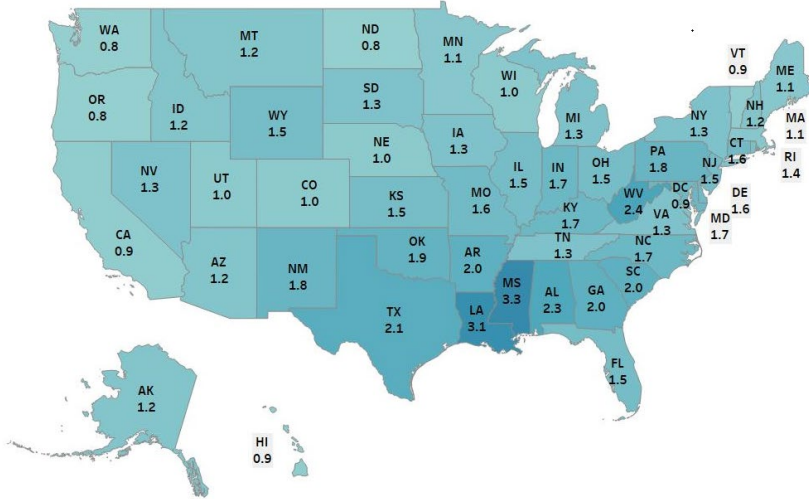 WA
0.8
MT
1.2
ND
0.8
MN
1.1
VT
0.9
ME
1.1
OR
0.8
ID
1.2
SD
1.3
WI
1.0
MI
1.3
NY
1.3
NH
1.2
MA
1.1
WY
1.5
IA
1.3
NE
1.0
CT
1.6
RI
1.4
NV
1.3
UT
1.0
CO
1.0
KS
1.5
MO
1.6
IL
1.5
IN
1.7
OH
1.5
PA
1.8
NJ
1.5
WV
2.4
DC
0.9
DE
1.6
KY
1.7
VA
1.3
MD
1.7
CA
0.9
AZ
1.2
NM
1.8
OK
1.9
AR
2.0
TN
1.3
NC
1.7
SC
2.0
TX
2.1
LA
3.1
MS
3.3
AL
2.3
GA
2.0
FL
1.5
AK
1.2
HI
0.9